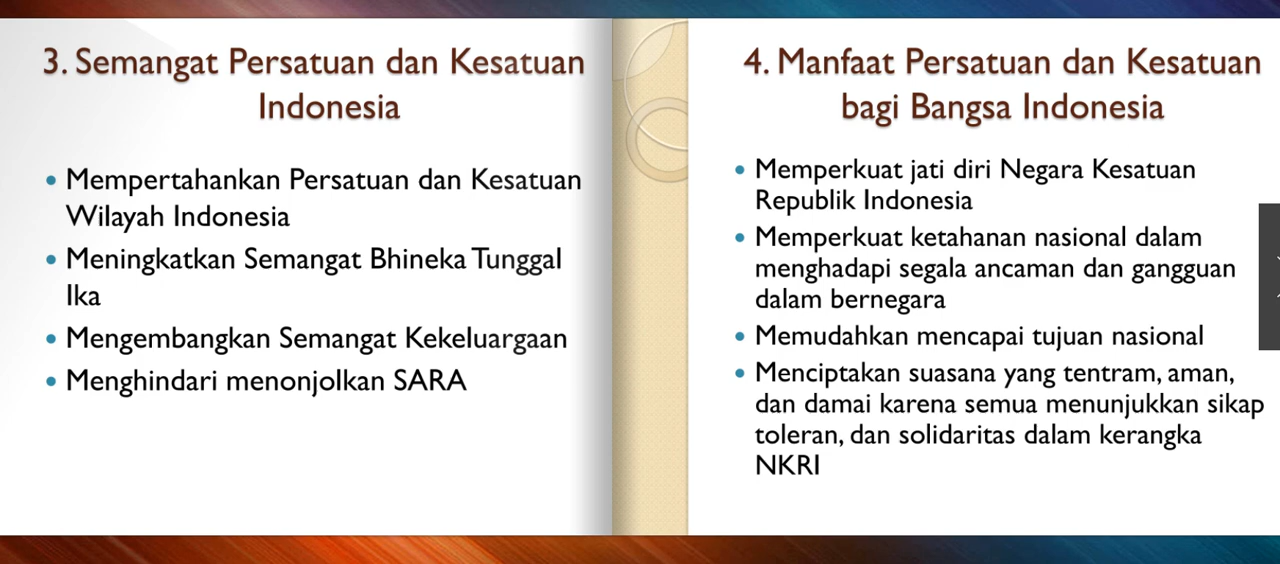 3. Semangat Persatuan dan Kesatuan
Indonesia
• Mempertahankan Persatuan dan Kesatuan
Wilayah Indonesia
• Meningkatkan Semangat Bhineka Tunggal
Ika
• Mengembangkan Semangat Kekeluargaan
• Menghindari menonjolkan SARA
4. Manfaat Persatuan dan Kesatuan
bagi Bangsa Indonesia
• Memperkuat jati diri Negara Kesatuan
Republik Indonesia
• Memperkuat ketahanan nasional dalam
menghadapi segala ancaman dan gangguan
dalam bernegara
• Memudahkan mencapai tujuan nasional
• Menciptakan suasana yang tentram, aman,
dan damai karena semua menunjukkan sikap
toleran, dan solidaritas dalam kerangka
NKRI